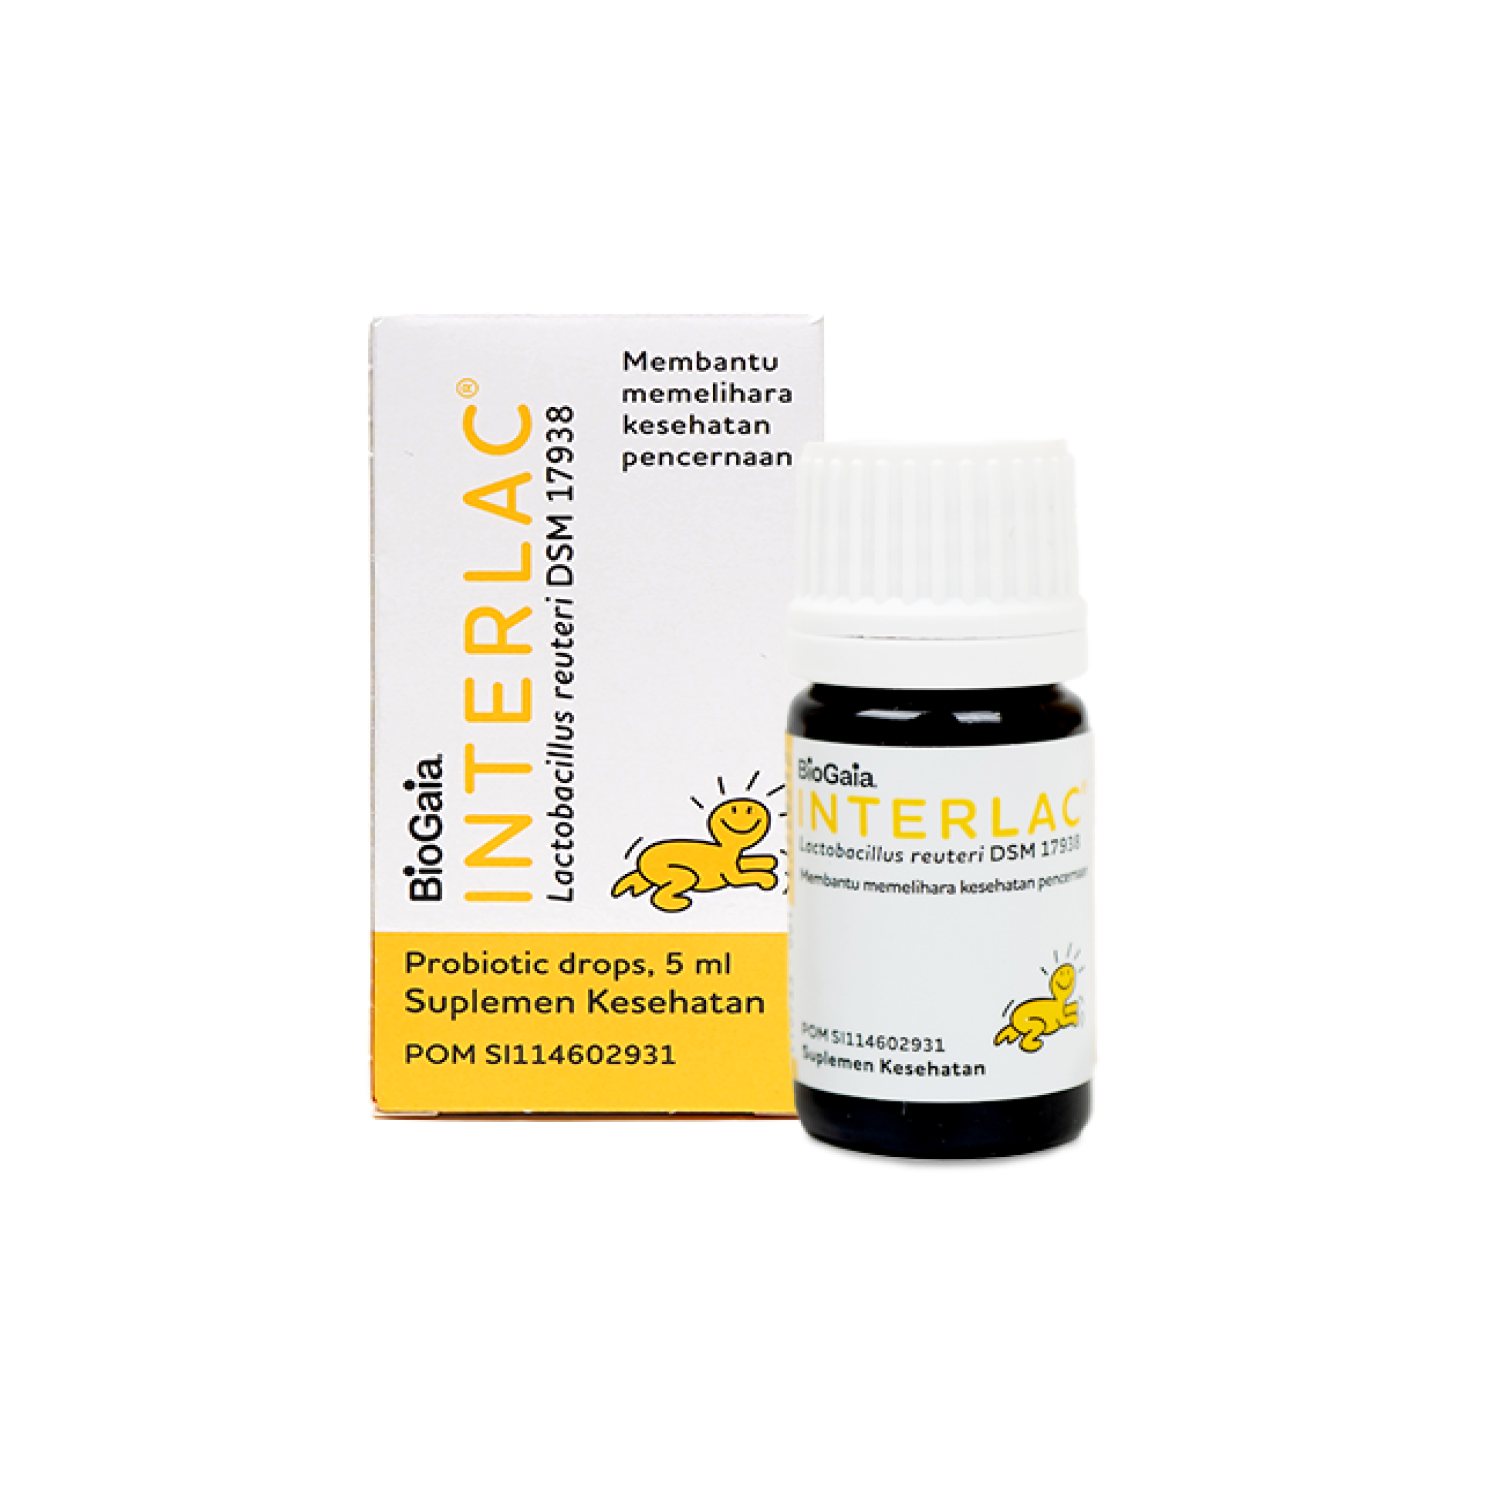 Membantu
memelihara
kesehatan
pencernaan
BioGaia
INTERLAC®
Lactobacillus reuteri DSM 17938
Probiotic drops, 5 ml
Suplemen Kesehatan
POM SI114602931
BioGaia
INTERLAC®
Lactobacillus reuteri DSM 17938
Membantu memelihara kesehatan pencernaan
POM SI114602931
Suplemen Kesehatan